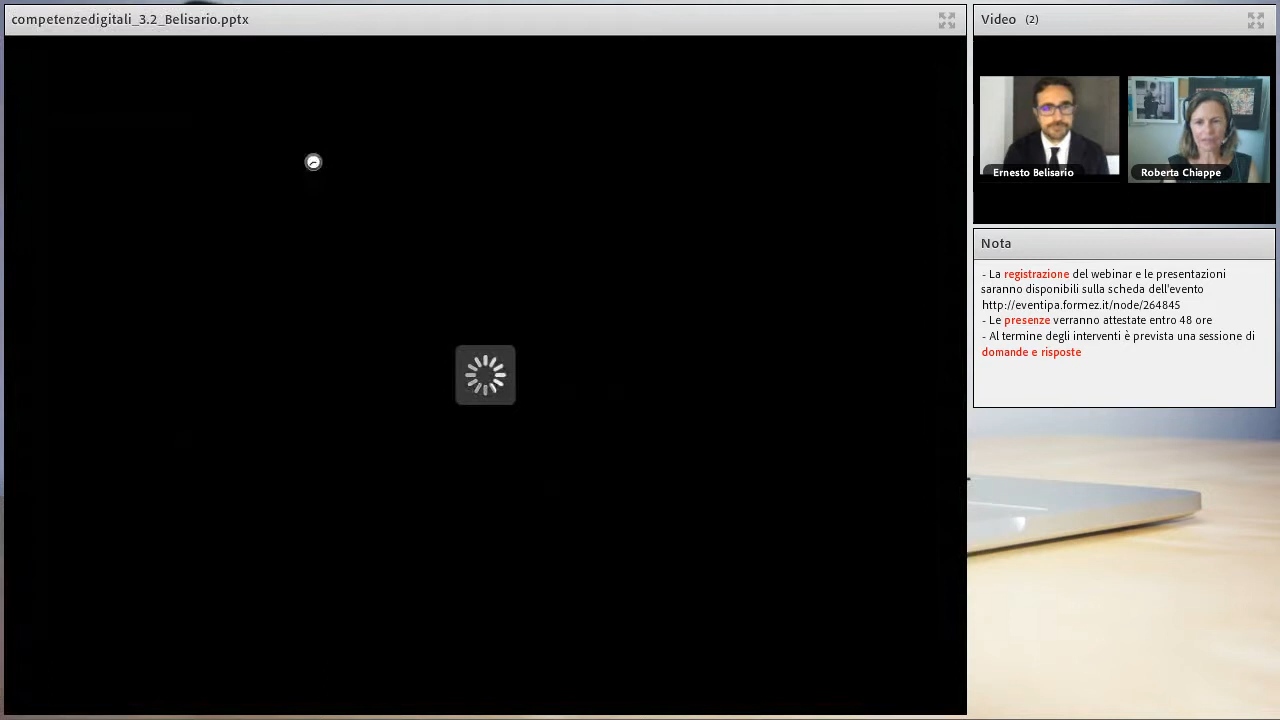 competenzedigitali_3.2_Belisario.pptx
Video (2)
Ernesto Belisario
Roberta Chiappe
Nota
- La registrazione del webinar e le presentazioni
saranno disponibili sulla scheda dell'evento
http://eventipa.formez.it/node/264845
- Le presenze verranno attestate entro 48 ore
- Al termine degli interventi è prevista una sessione di
domande e risposte